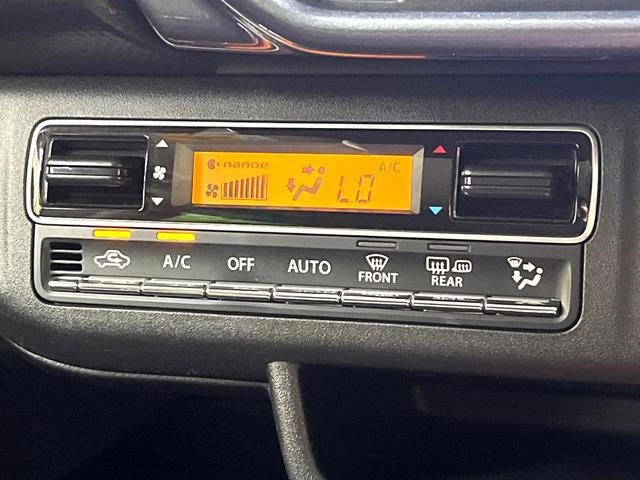 nanoe A/C
LO
A/C OFF AUTO FRONT REAR